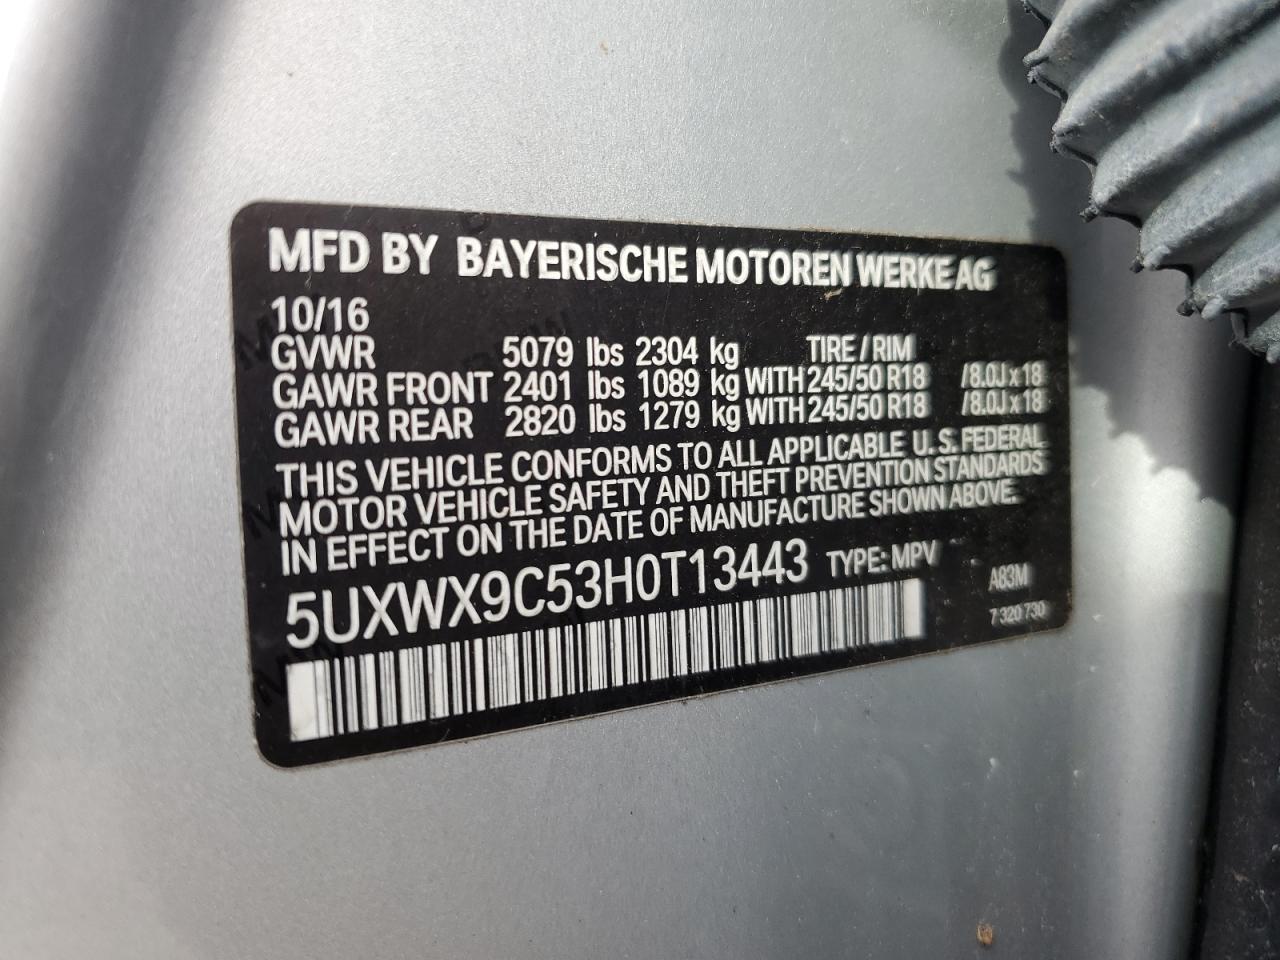 MFD BY BAYERISCHE MOTOREN WERKE AG
10/16
GVWR 5079 lbs 2304 kg TIRE / RIM
GAWR FRONT 2401 lbs 1089 kg WITH 245/50 R18 /8.0J x 18
GAWR REAR 2820 lbs 1279 kg WITH 245/50 R18 /8.0J x 18
THIS VEHICLE CONFORMS TO ALL APPLICABLE U.S. FEDERAL
MOTOR VEHICLE SAFETY AND THEFT PREVENTION STANDARDS
IN EFFECT ON THE DATE OF MANUFACTURE SHOWN ABOVE.
5UXWX9C53H0T13443 TYPE: MPV
A83M
7 320 730